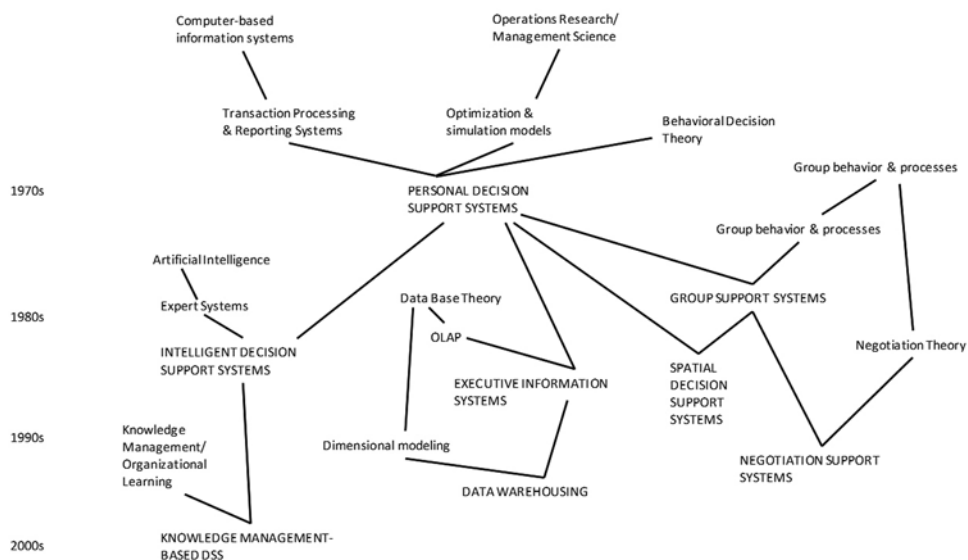 Computer-based
information systems
Operations Research/
Management Science
Transaction Processing
& Reporting Systems
Optimization &
simulation models
Behavioral Decision
Theory
Group behavior & processes
1970s
PERSONAL DECISION
SUPPORT SYSTEMS
Group behavior & processes
Artificial Intelligence
Expert Systems
Data Base Theory
GROUP SUPPORT SYSTEMS
1980s
OLAP
INTELLIGENT DECISION
SUPPORT SYSTEMS
Negotiation Theory
EXECUTIVE INFORMATION
SYSTEMS
SPATIAL
DECISION
SUPPORT
SYSTEMS
1990s
Knowledge
Management/
Organizational
Learning
Dimensional modeling
NEGOTIATION SUPPORT
SYSTEMS
DATA WAREHOUSING
KNOWLEDGE MANAGEMENT-
BASED DSS
2000s